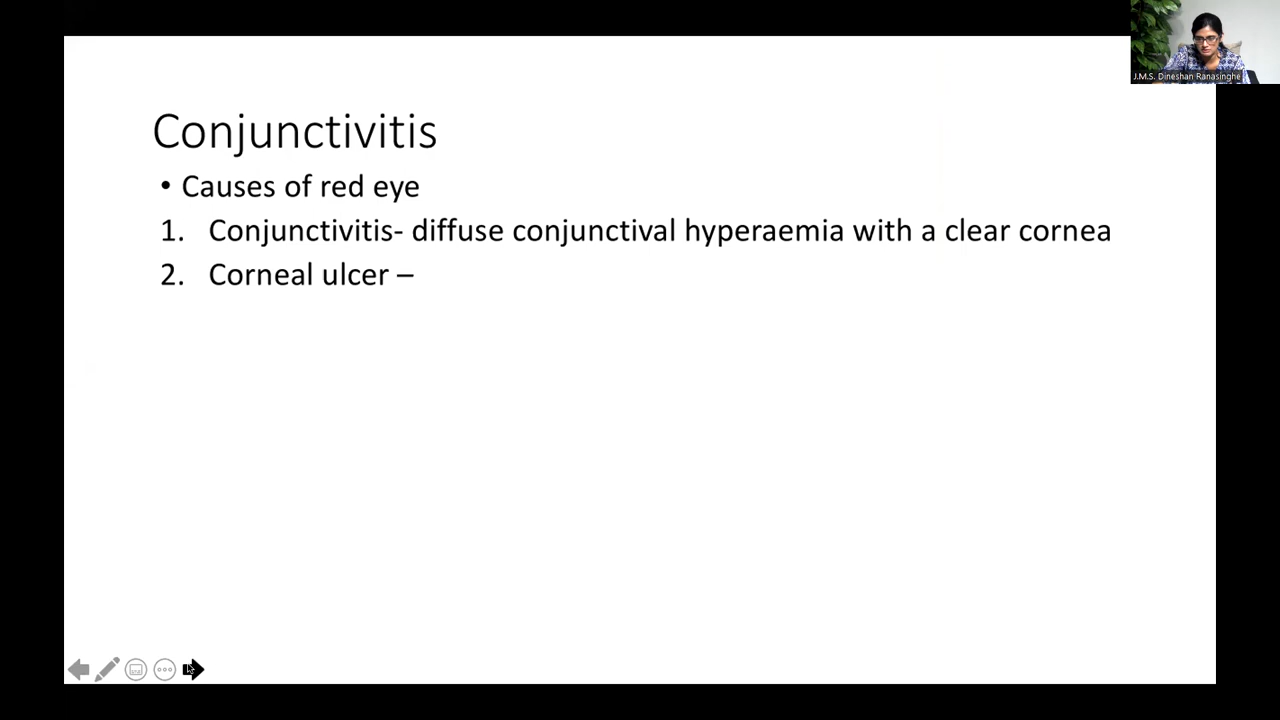 J.M.S. Dineshan Ranasinghe
Conjunctivitis
• Causes of red eye
1. Conjunctivitis- diffuse conjunctival hyperaemia with a clear cornea
2. Corneal ulcer –